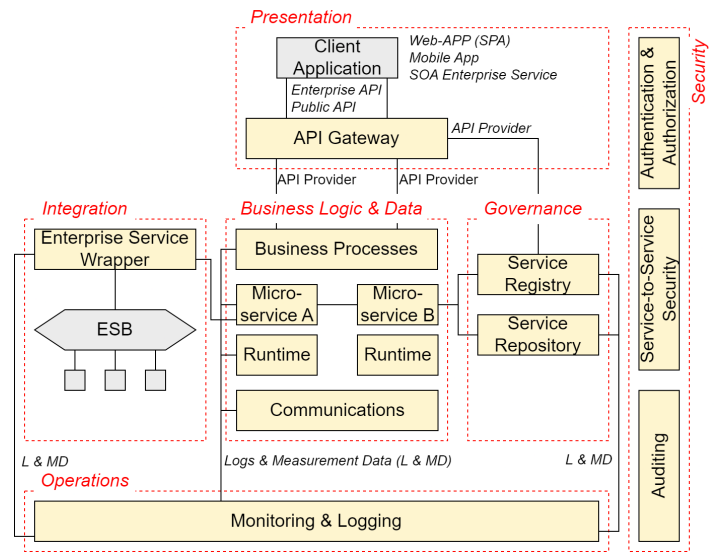 Presentation
Client
Application
Web-APP (SPA)
Mobile App
SOA Enterprise Service
Enterprise API
Public API
API Gateway
API Provider
API Provider
API Provider
Security
Authentication &
Authorization
Service-to-Service
Security
Auditing
Integration
Enterprise Service
Wrapper
ESB
Business Logic & Data
Business Processes
Micro-
service A
Micro-
service B
Runtime
Runtime
Communications
Governance
Service
Registry
Service
Repository
L & MD
Logs & Measurement Data (L & MD)
L & MD
Operations
Monitoring & Logging